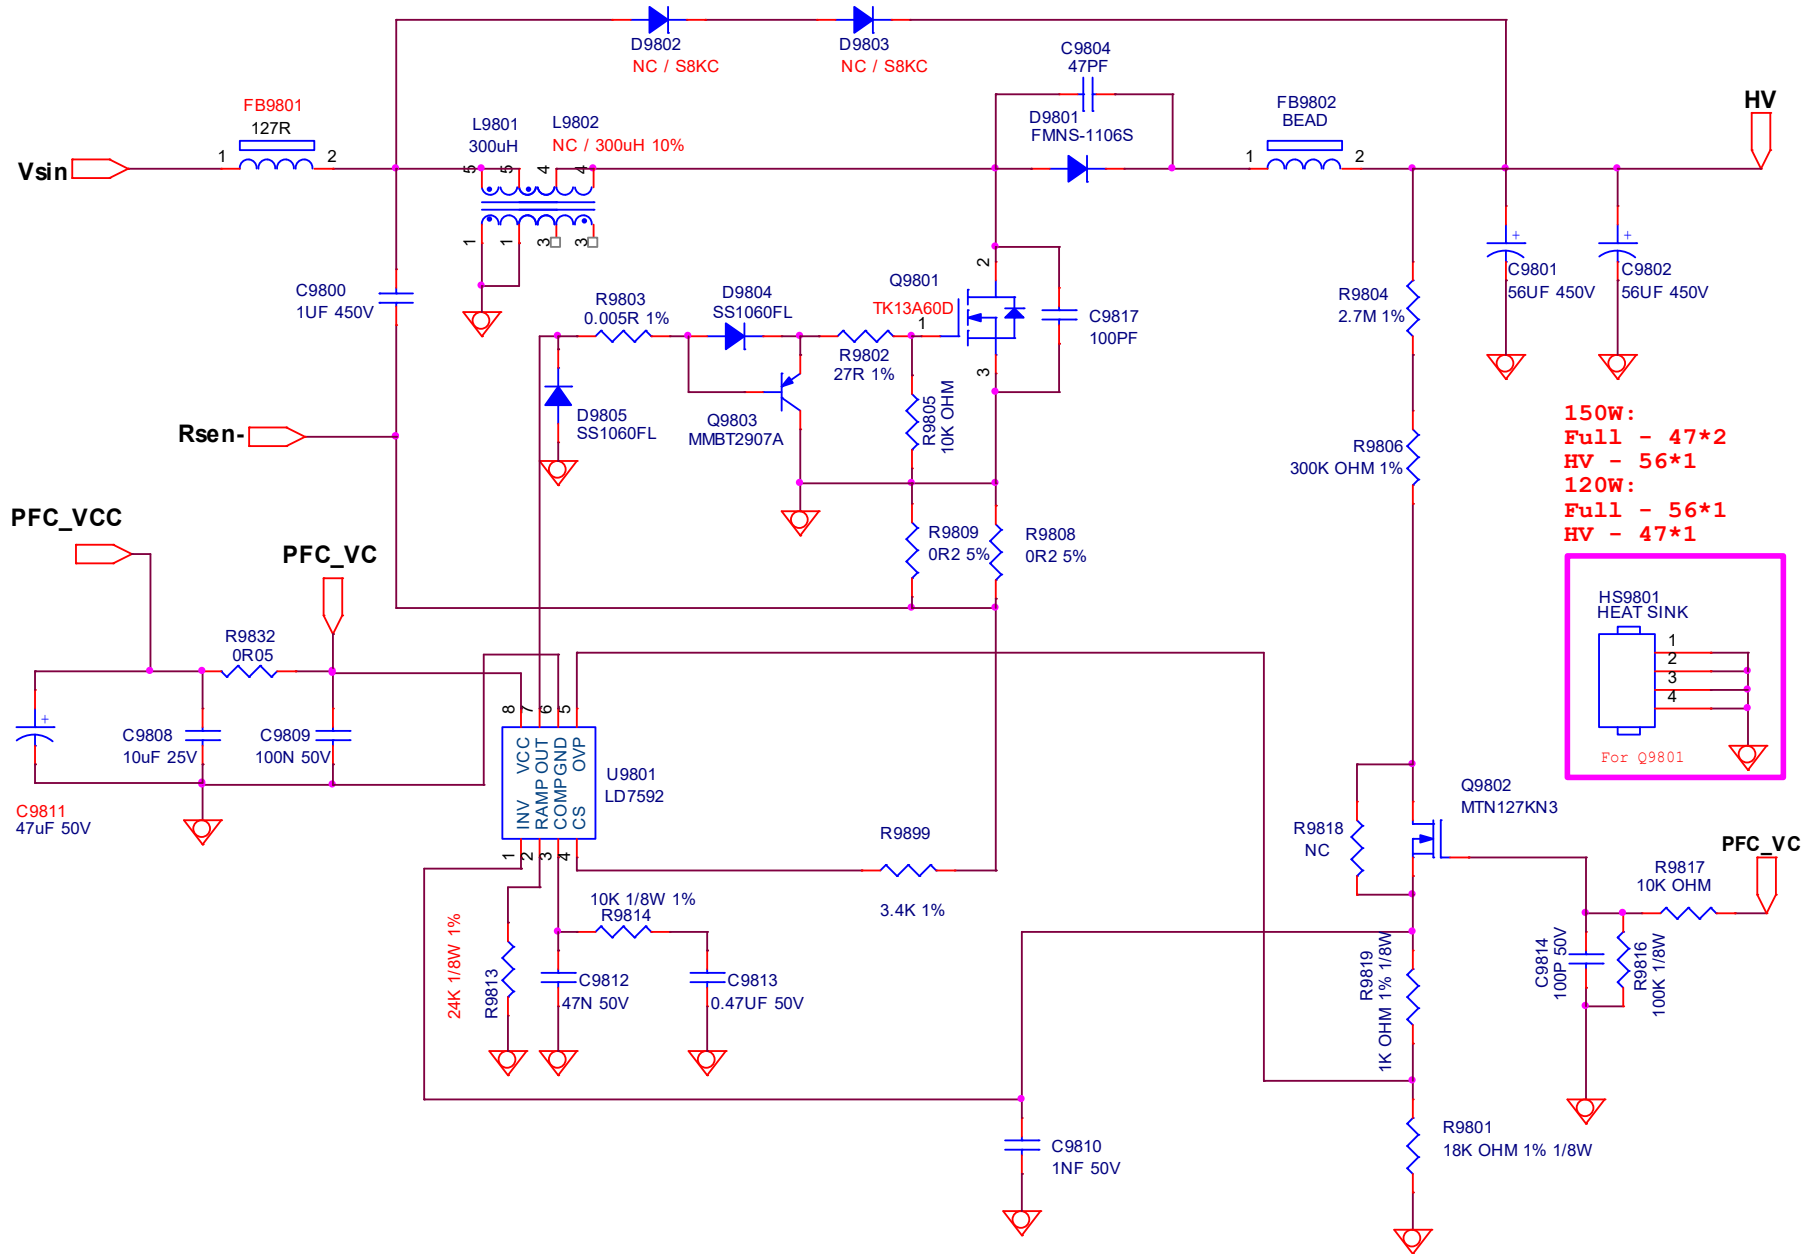 D9802
NC / S8KC
D9803
NC / S8KC
C9804
47PF
FB9801
127R
L9801
300uH
L9802
NC / 300uH 10%
D9801
FMNS-1106S
FB9802
BEAD
HV
Vsin
1
2
5
5
4
4
1
2
1
1
3
3
C9800
1UF 450V
R9803
0.005R 1%
D9804
SS1060FL
Q9801
TK13A60D
2
1
3
C9817
100PF
R9802
27R 1%
R9804
2.7M 1%
C9801
56UF 450V
C9802
56UF 450V
D9805
SS1060FL
Q9803
MMBT2907A
R9805
10K OHM
Rsen-
R9806
300K OHM 1%
150W:
Full - 47*2
HV - 56*1
120W:
Full - 56*1
HV - 47*1
PFC_VCC
PFC_VC
R9809
0R2 5%
R9808
0R2 5%
HS9801
HEAT SINK
1
2
3
4
For Q9801
R9832
0R05
C9808
10uF 25V
C9809
100N 50V
C9811
47uF 50V
8
7
6
5
VCC
OUT
GND
OVP
INV
RAMP
COMP
CS
1
2
3
4
U9801
LD7592
Q9802
MTN127KN3
R9818
NC
PFC_VC
R9817
10K OHM
R9899
3.4K 1%
10K 1/8W 1%
R9814
24K 1/8W 1%
R9813
C9812
47N 50V
C9813
0.47UF 50V
R9819
1K OHM 1% 1/8W
C9814
100P 50V
R9816
100K 1/8W
C9810
1NF 50V
R9801
18K OHM 1% 1/8W